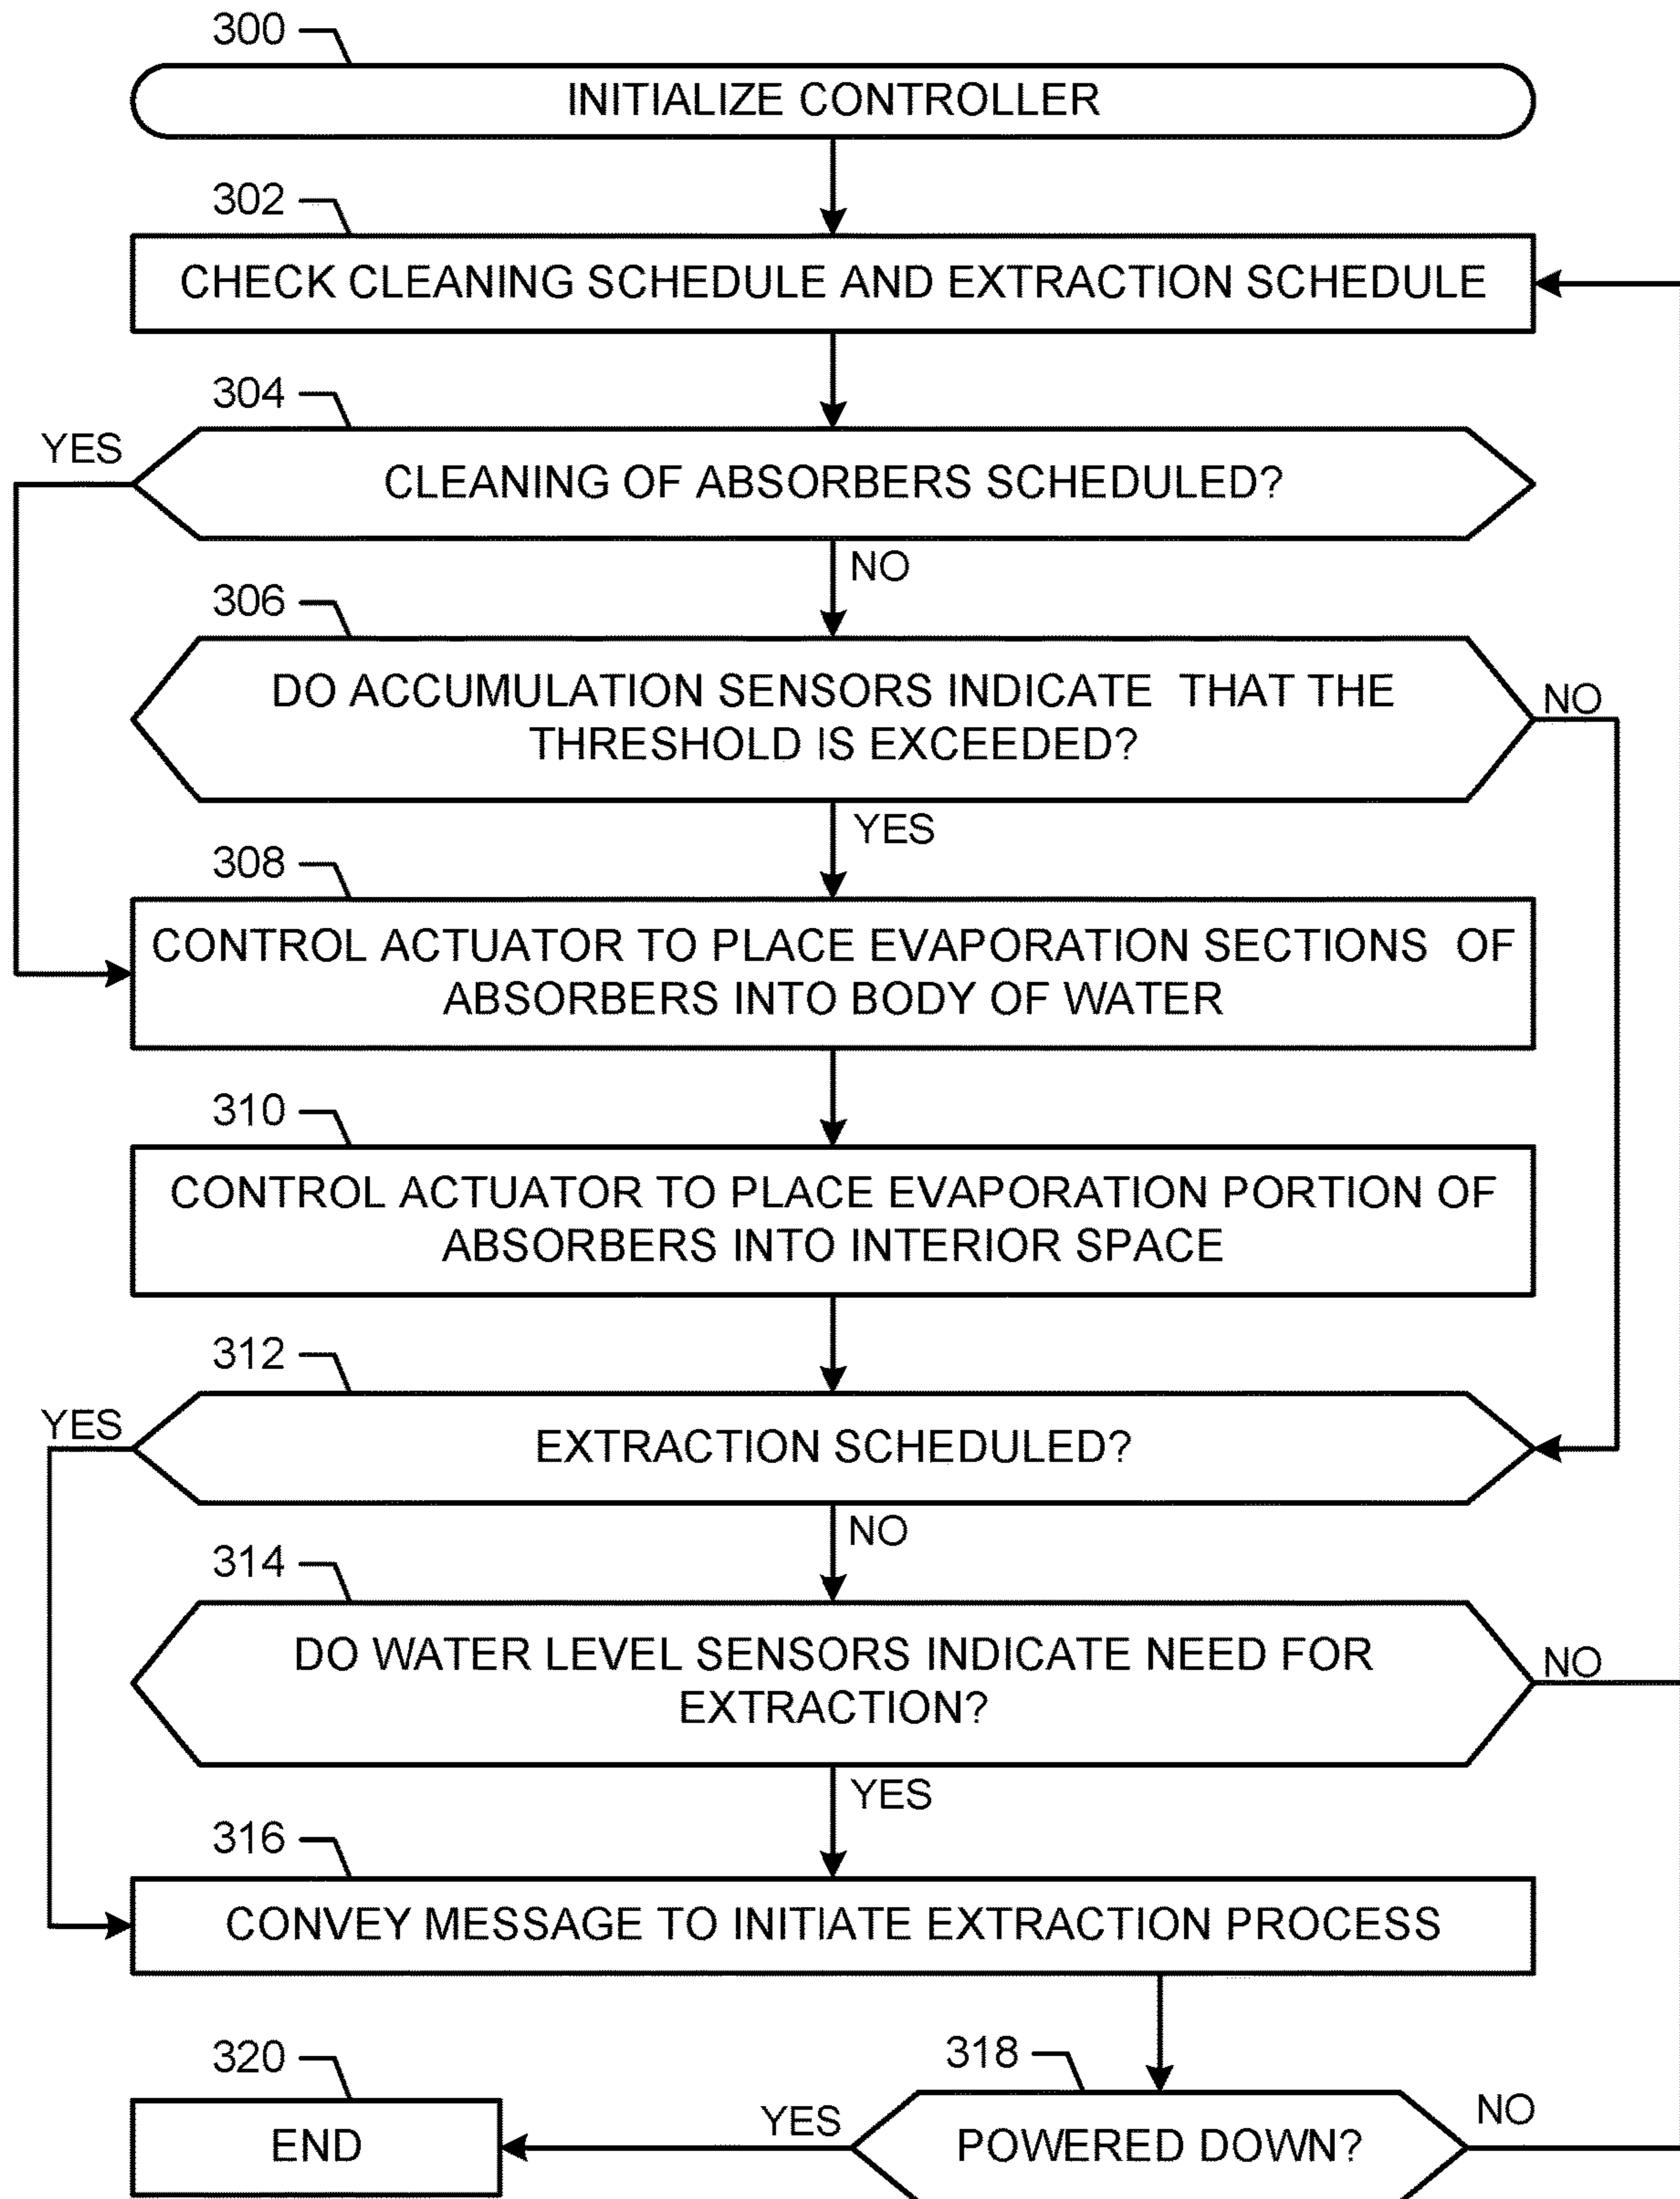 300
INITIALIZE CONTROLLER
302
CHECK CLEANING SCHEDULE AND EXTRACTION SCHEDULE
304
YES
CLEANING OF ABSORBERS SCHEDULED?
NO
306
DO ACCUMULATION SENSORS INDICATE THAT THE
THRESHOLD IS EXCEEDED?
NO
YES
308
CONTROL ACTUATOR TO PLACE EVAPORATION SECTIONS OF
ABSORBERS INTO BODY OF WATER
310
CONTROL ACTUATOR TO PLACE EVAPORATION PORTION OF
ABSORBERS INTO INTERIOR SPACE
312
YES
EXTRACTION SCHEDULED?
NO
314
DO WATER LEVEL SENSORS INDICATE NEED FOR
EXTRACTION?
NO
YES
316
CONVEY MESSAGE TO INITIATE EXTRACTION PROCESS
320
318
END
YES
POWERED DOWN?
NO